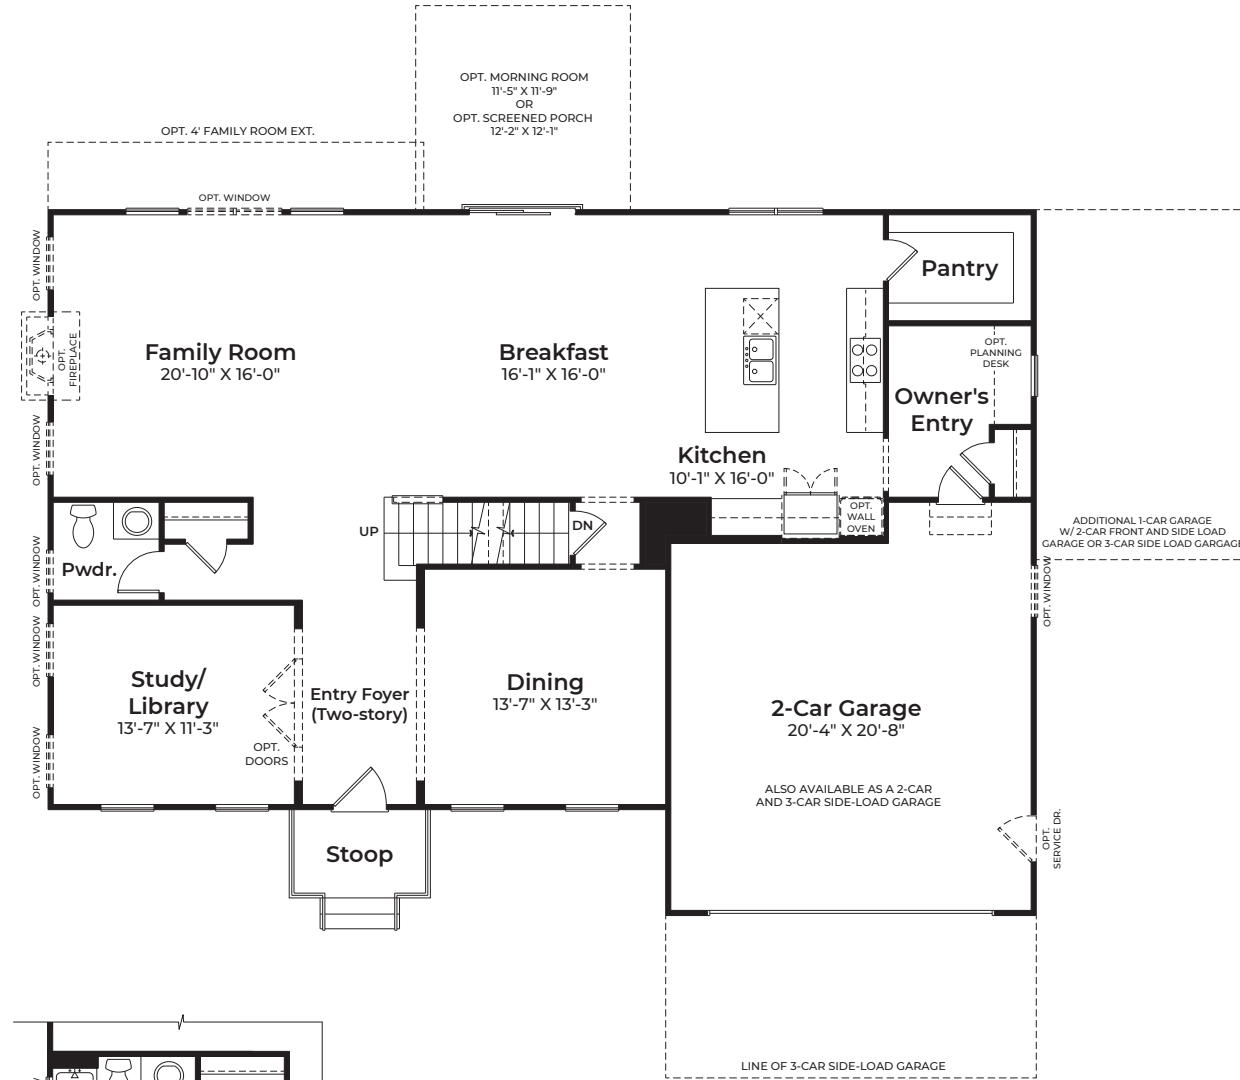 OPT. MORNING ROOM
11'-5" X 11'-9"
OR
OPT. SCREENED PORCH
12'-2" X 12'-1"
OPT. 4' FAMILY ROOM EXT.
OPT. WINDOW
OPT. WINDOW
Pantry
OPT.
FIREPLACE
Family Room
20'-10" X 16'-0"
Breakfast
16'-1" X 16'-0"
OPT.
PLANNING
DESK
Owner's
Entry
OPT. WINDOW
Kitchen
10'-1" X 16'-0"
UP
DN
OPT.
WALL
OVEN
ADDITIONAL 1-CAR GARAGE
W/ 2-CAR FRONT AND SIDE LOAD
GARAGE OR 3-CAR SIDE LOAD GARGAGE
Pwdr.
OPT. WINDOW
OPT. WINDOW
OPT. WINDOW
Study/
Library
13'-7" X 11'-3"
OPT.
DOORS
Entry Foyer
(Two-story)
Dining
13'-7" X 13'-3"
2-Car Garage
20'-4" X 20'-8"
OPT. WINDOW
ALSO AVAILABLE AS A 2-CAR
AND 3-CAR SIDE-LOAD GARAGE
OPT.
SERVICE DR.
Stoop
LINE OF 3-CAR SIDE-LOAD GARAGE